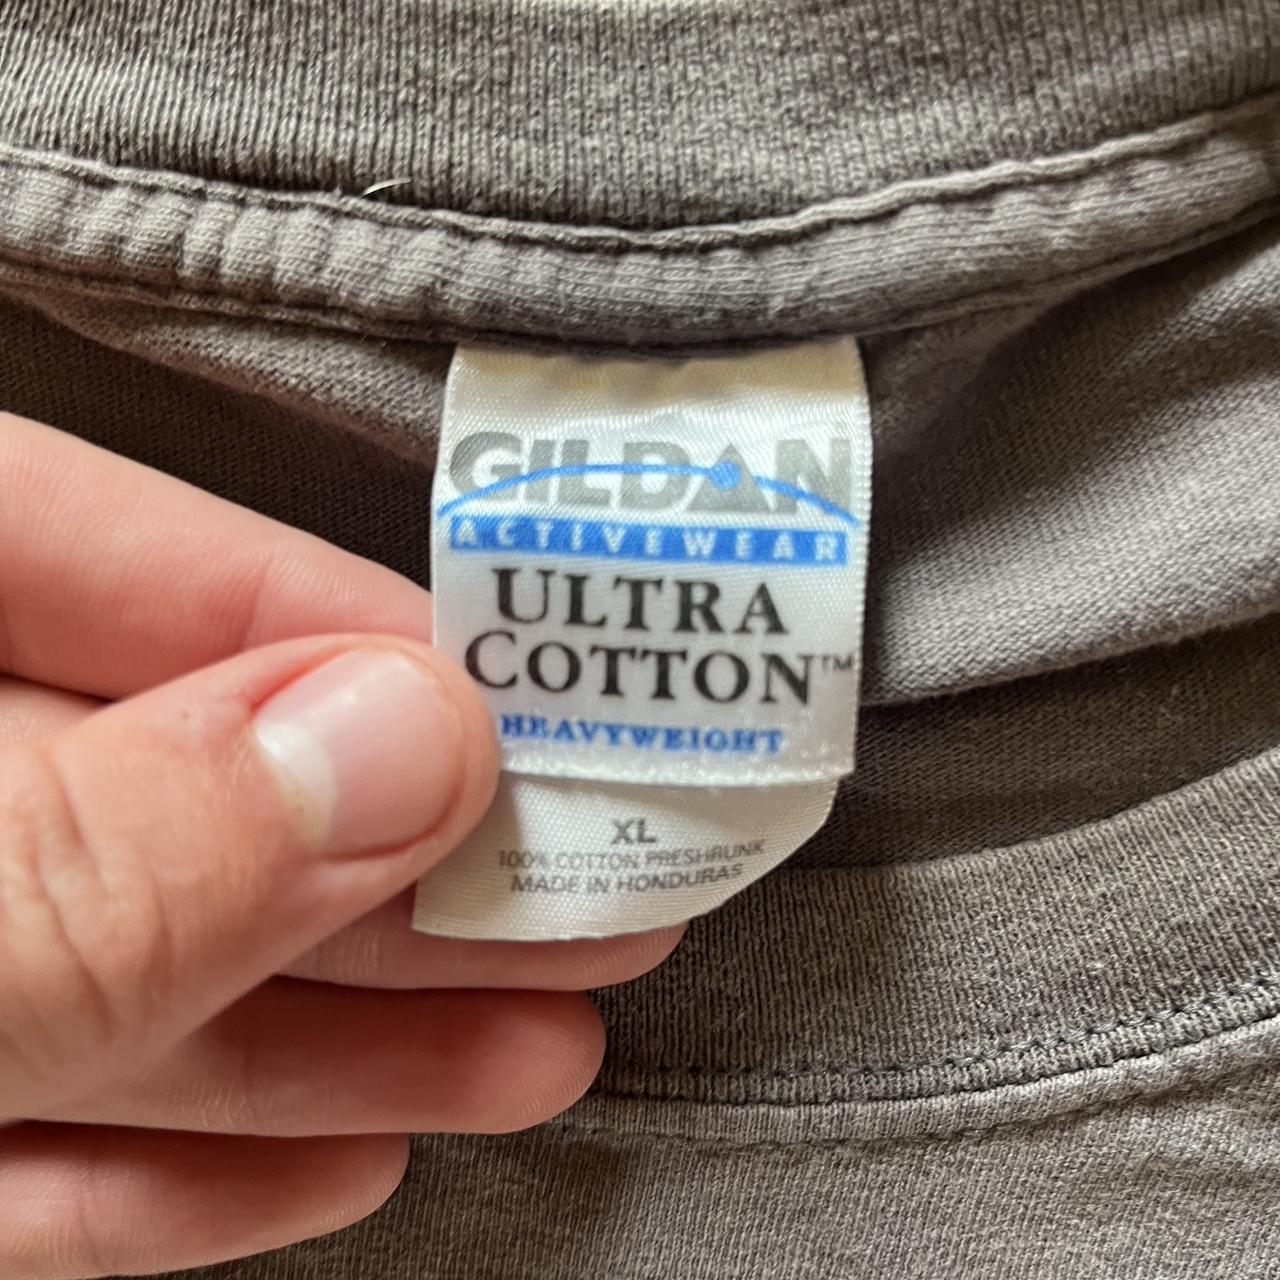 GILDAN
ACTIVEWEAR
ULTRA
COTTON™
HEAVYWEIGHT
XL
100% COTTON PRESHRUNK
MADE IN HONDURAS